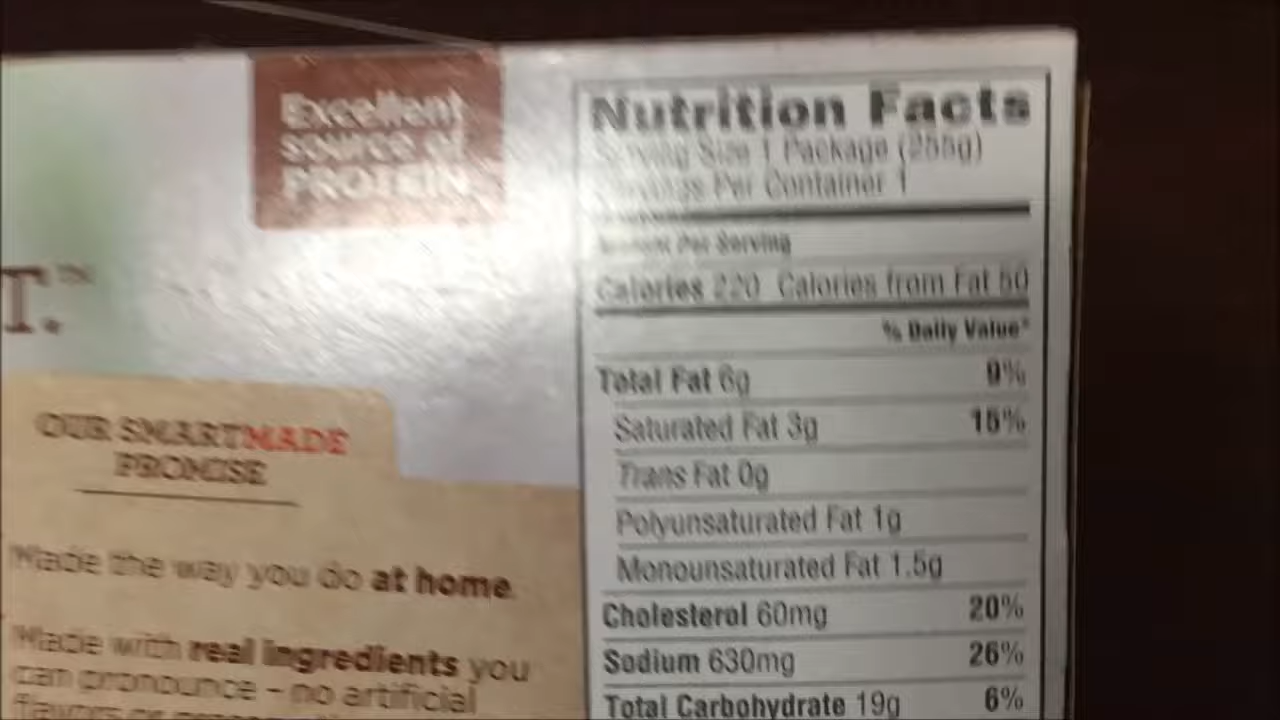 Excellent
source of
PROTEIN
T.™
OUR SMARTMADE
PROMISE
Made the way you do at home.
Made with real ingredients you
can pronounce – no artificial
flavors or
Nutrition Facts
Serving Size 1 Package (255g)
Servings Per Container 1
Amount Per Serving
Calories 220 Calories from Fat 50
% Daily Value*
Total Fat 6g 9%
Saturated Fat 3g 15%
Trans Fat 0g
Polyunsaturated Fat 1g
Monounsaturated Fat 1.5g
Cholesterol 60mg 20%
Sodium 630mg 26%
Total Carbohydrate 19g 6%